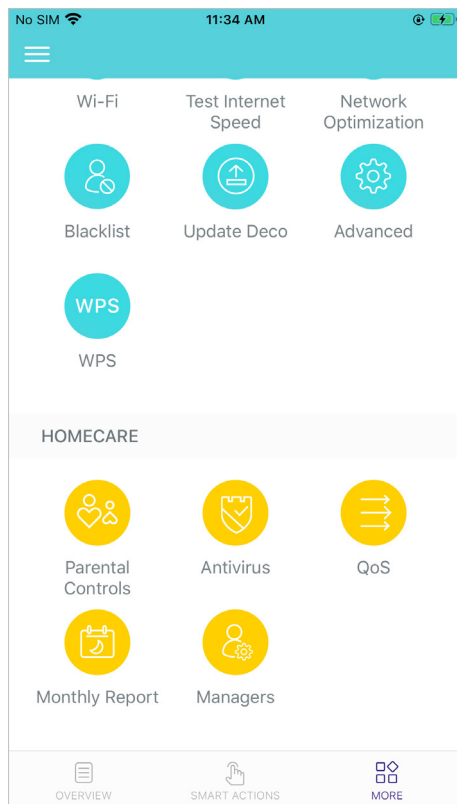 No SIM 11:34 AM
Wi-Fi Test Internet Speed Network Optimization
Blacklist Update Deco Advanced
WPS
WPS
HOMECARE
Parental Controls Antivirus QoS
Monthly Report Managers
OVERVIEW SMART ACTIONS MORE